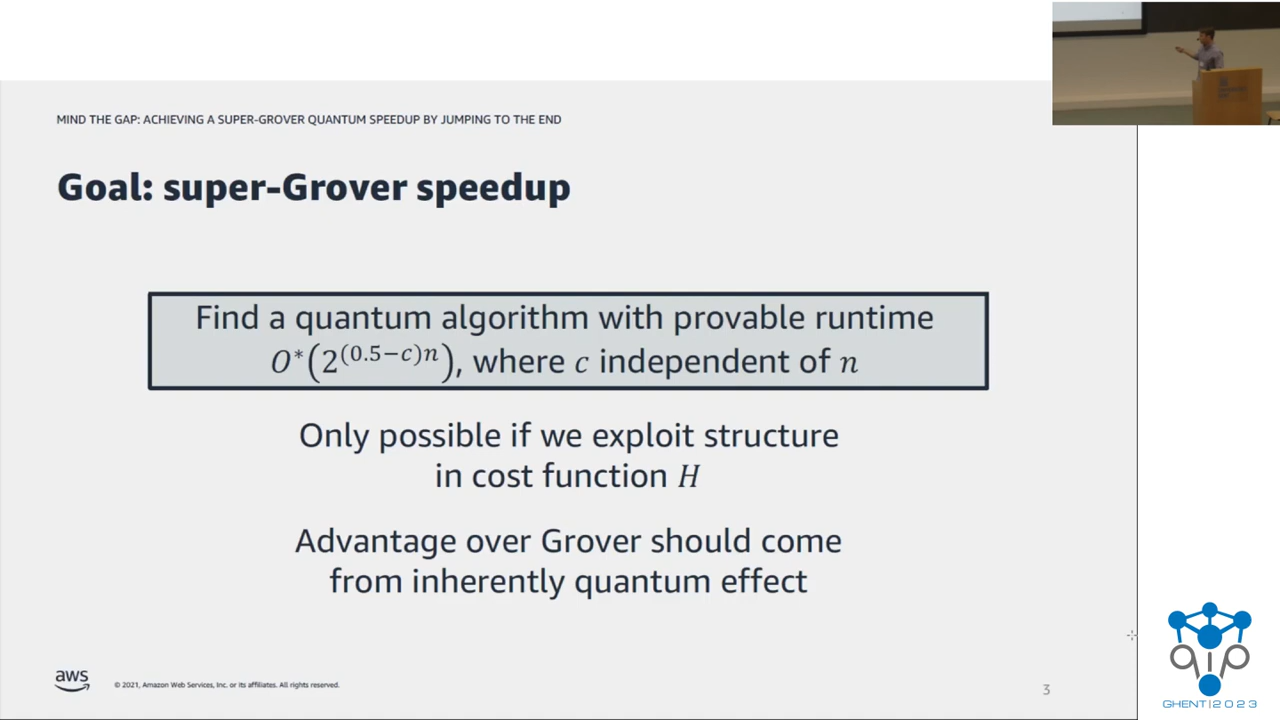 MIND THE GAP: ACHIEVING A SUPER-GROVER QUANTUM SPEEDUP BY JUMPING TO THE END
Goal: super-Grover speedup
Find a quantum algorithm with provable runtime
O*(2^{(0.5−c)n}), where c independent of n
Only possible if we exploit structure
in cost function H
Advantage over Grover should come
from inherently quantum effect
aws
© 2021, Amazon Web Services, Inc. or its affiliates. All rights reserved.
3
qip
GHENT|2023